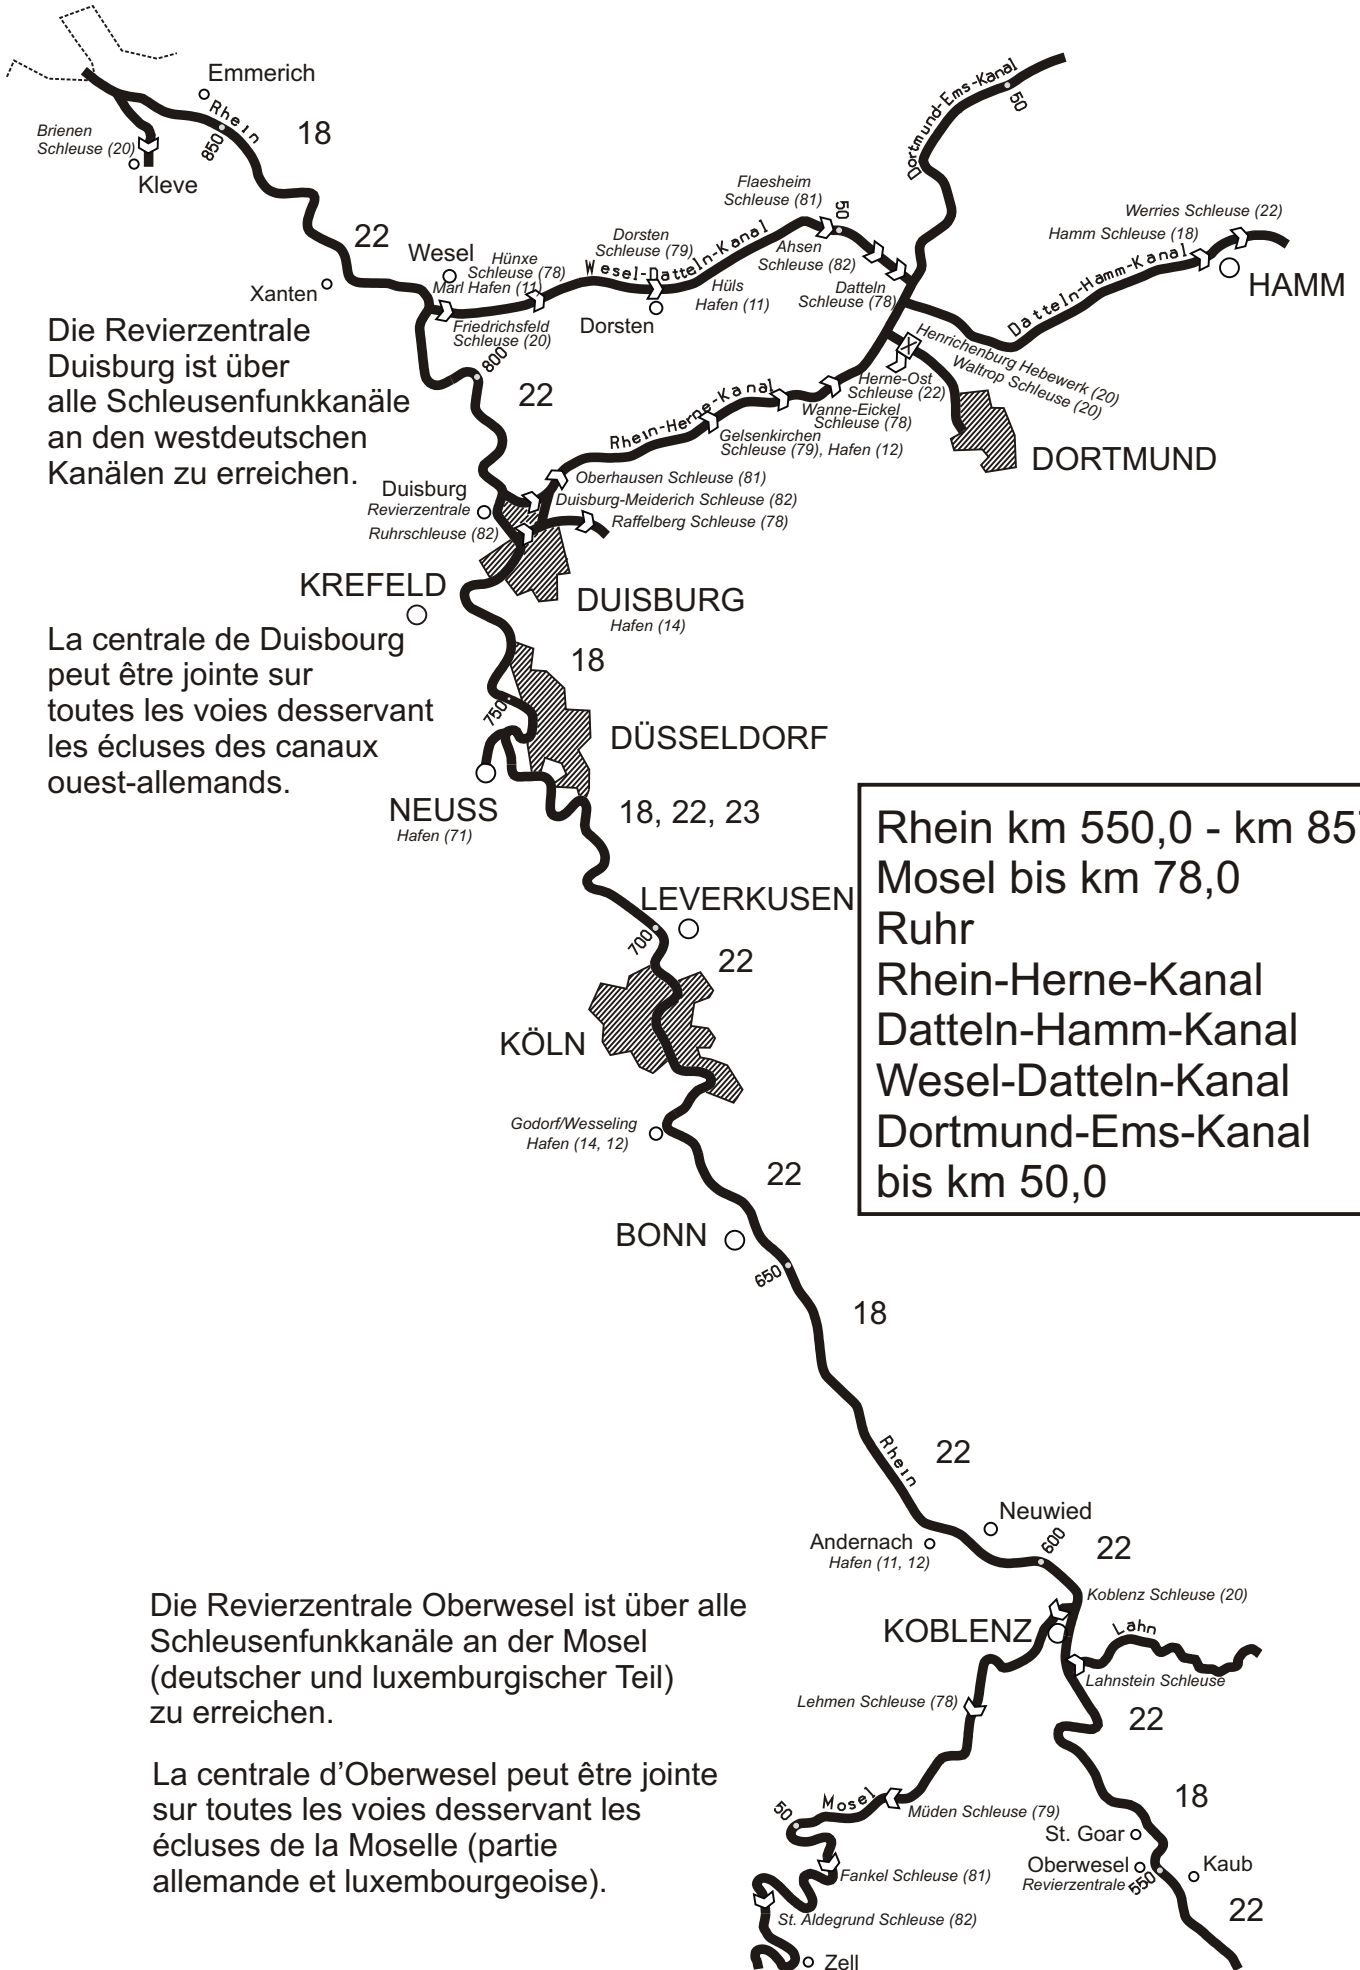 Emmerich
Rhein
850
18
Brienen
Schleuse (20)
Kleve
Dortmund-Ems-Kanal
50
Flaesheim
Schleuse (81)
50
Werries Schleuse (22)
Hamm Schleuse (18)
Datteln-Hamm-Kanal
HAMM
22
Wesel
Hünxe
Schleuse (78)
Marl Hafen (11)
Dorsten
Schleuse (79)
Wesel-Datteln-Kanal
Ahsen
Schleuse (82)
Hüls
Hafen (11)
Datteln
Schleuse (78)
Xanten
Friedrichsfeld
Schleuse (20)
Dorsten
Die Revierzentrale
Duisburg ist über
alle Schleusenfunkkanäle
an den westdeutschen
Kanälen zu erreichen.
800
22
Henrichenburg Hebewerk (20)
Waltrop Schleuse (20)
Herne-Ost
Schleuse (22)
Wanne-Eickel
Schleuse (78)
Rhein-Herne-Kanal
Gelsenkirchen
Schleuse (79), Hafen (12)
DORTMUND
Oberhausen Schleuse (81)
Duisburg-Meiderich Schleuse (82)
Raffelberg Schleuse (78)
Duisburg
Revierzentrale
Ruhrschleuse (82)
KREFELD
DUISBURG
Hafen (14)
La centrale de Duisbourg
peut être jointe sur
toutes les voies desservant
les écluses des canaux
ouest-allemands.
18
750
DÜSSELDORF
NEUSS
Hafen (71)
18, 22, 23
LEVERKUSEN
700
22
KÖLN
Rhein km 550,0 - km 857
Mosel bis km 78,0
Ruhr
Rhein-Herne-Kanal
Datteln-Hamm-Kanal
Wesel-Datteln-Kanal
Dortmund-Ems-Kanal
bis km 50,0
Godorf/Wesseling
Hafen (14, 12)
22
BONN
650
18
Rhein
22
Neuwied
Andernach
Hafen (11, 12)
600
22
Koblenz Schleuse (20)
KOBLENZ
Lahn
Lahnstein Schleuse
Die Revierzentrale Oberwesel ist über alle
Schleusenfunkkanäle an der Mosel
(deutscher und luxemburgischer Teil)
zu erreichen.
Lehmen Schleuse (78)
22
La centrale d’Oberwesel peut être jointe
sur toutes les voies desservant les
écluses de la Moselle (partie
allemande et luxembourgeoise).
50
Mosel
Müden Schleuse (79)
18
St. Goar
Oberwesel
Revierzentrale
550
Kaub
Fankel Schleuse (81)
22
St. Aldegrund Schleuse (82)
Zell